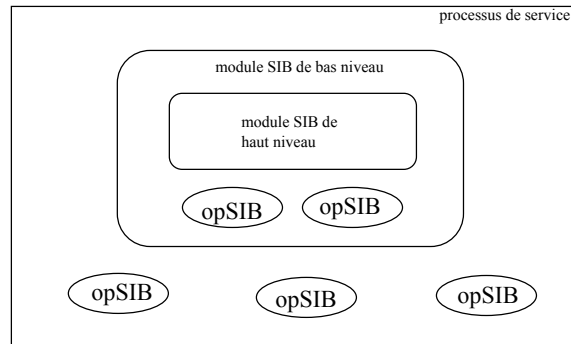 processus de service
module SIB de bas niveau
module SIB de
haut niveau
opSIB opSIB
opSIB opSIB opSIB